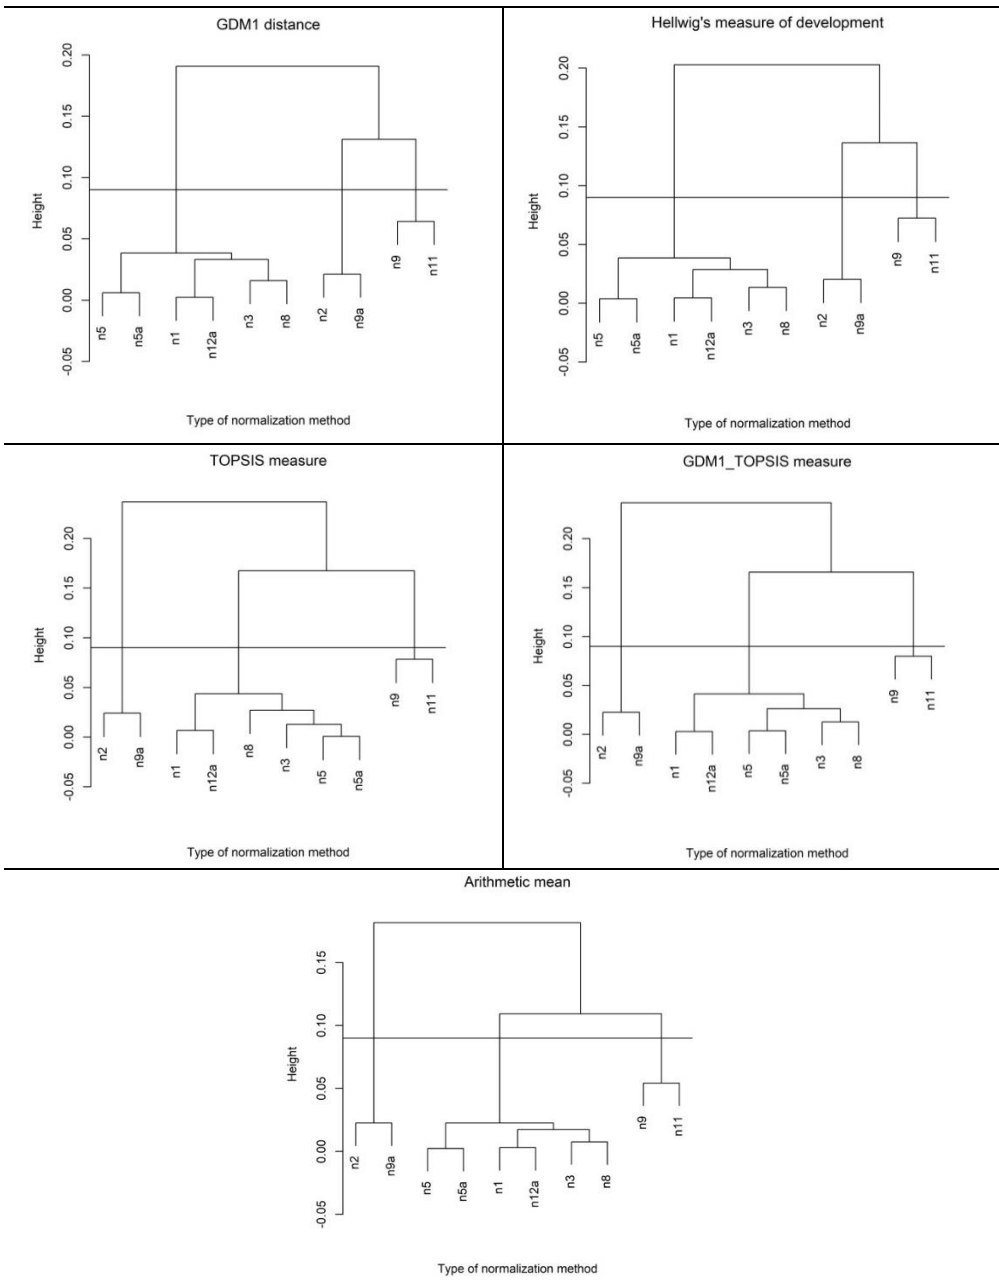 GDM1 distance
Height
0.20
0.15
0.10
0.05
0.00
-0.05
n5
n5a
n1
n12a
n3
n8
n2
n9a
n9
n11
Type of normalization method
Hellwig's measure of development
Height
0.20
0.15
0.10
0.05
0.00
-0.05
n5
n5a
n1
n12a
n3
n8
n2
n9a
n9
n11
Type of normalization method
TOPSIS measure
Height
0.20
0.15
0.10
0.05
0.00
-0.05
n2
n9a
n1
n12a
n8
n3
n5
n5a
n9
n11
Type of normalization method
GDM1_TOPSIS measure
Height
0.20
0.15
0.10
0.05
0.00
-0.05
n2
n9a
n1
n12a
n5
n5a
n3
n8
n9
n11
Type of normalization method
Arithmetic mean
Height
0.15
0.10
0.05
0.00
-0.05
n2
n9a
n5
n5a
n1
n12a
n3
n8
n9
n11
Type of normalization method